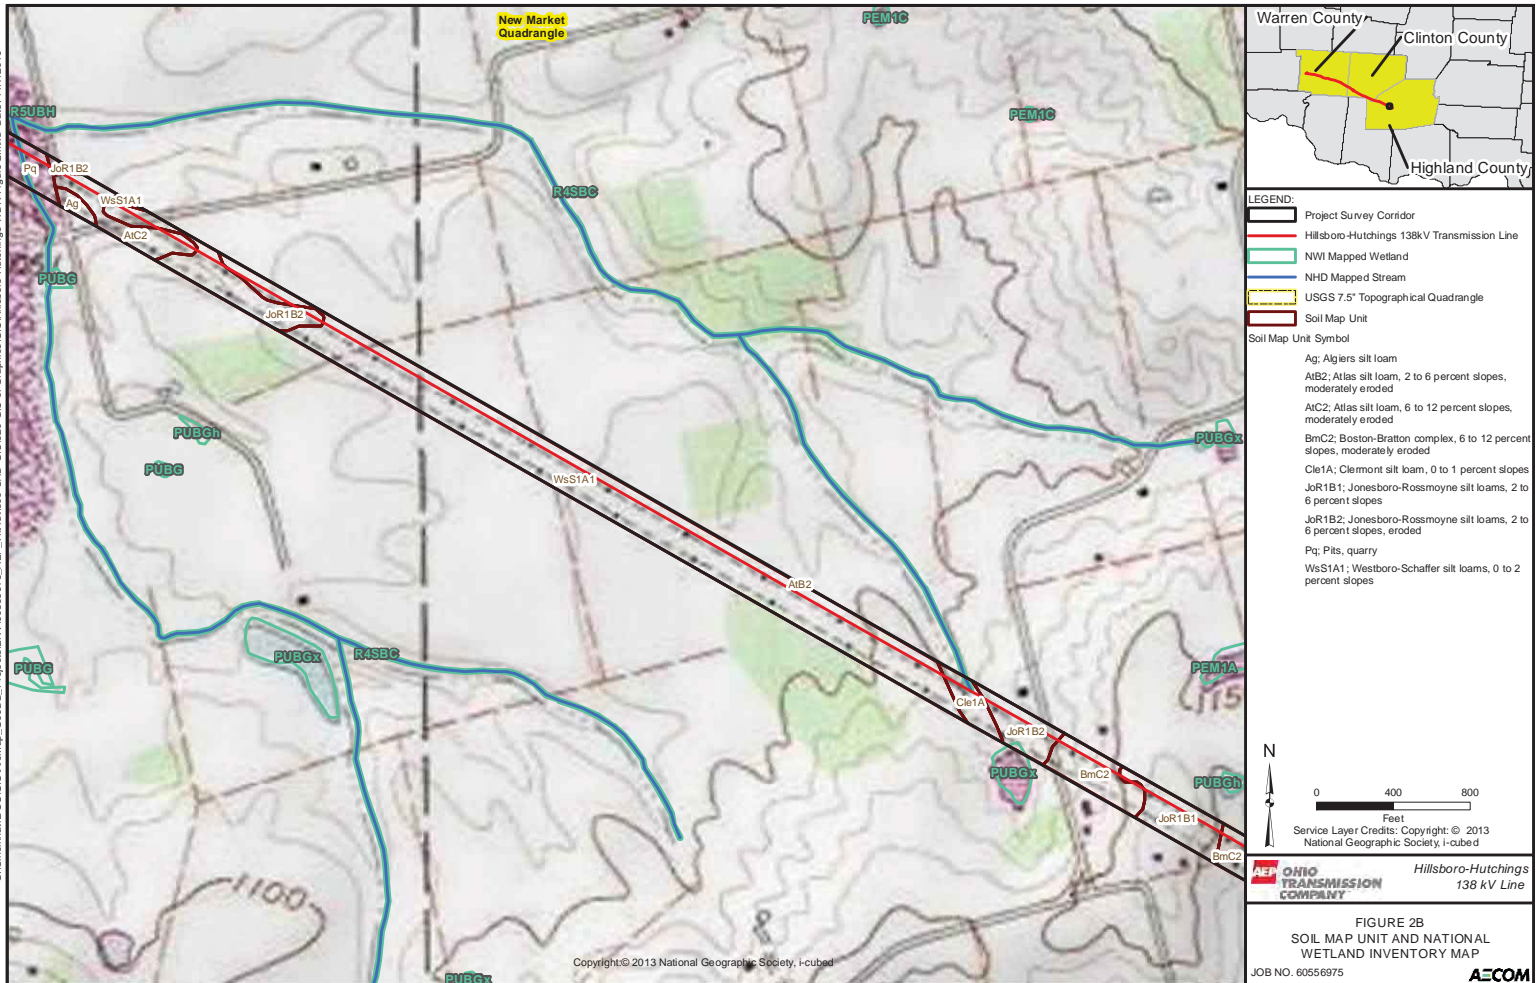 New Market
Quadrangle
PEM1C
R5UBH
PEM1C
Pq
JoR1B2
R4SBC
Ag
WsS1A1
AtC2
PUBG
JoR1B2
PUBGh
PUBGx
PUBG
WsS1A1
AtB2
PUBGx
R4SBC
PUBG
PEM1A
115
Cle1A
JoR1B2
PUBGx
BmC2
PUBGh
JoR1B1
BmC2
1100
PUBGx
Copyright:© 2013 National Geographic Society, i-cubed
Warren County
Clinton County
Highland County
LEGEND:
Project Survey Corridor
Hillsboro-Hutchings 138kV Transmission Line
NWI Mapped Wetland
NHD Mapped Stream
USGS 7.5" Topographical Quadrangle
Soil Map Unit
Soil Map Unit Symbol
Ag; Algiers silt loam
AtB2; Atlas silt loam, 2 to 6 percent slopes,
moderately eroded
AtC2; Atlas silt loam, 6 to 12 percent slopes,
moderately eroded
BmC2; Boston-Bratton complex, 6 to 12 percent
slopes, moderately eroded
Cle1A; Clermont silt loam, 0 to 1 percent slopes
JoR1B1; Jonesboro-Rossmoyne silt loams, 2 to
6 percent slopes
JoR1B2; Jonesboro-Rossmoyne silt loams, 2 to
6 percent slopes, eroded
Pq; Pits, quarry
WsS1A1; Westboro-Schaffer silt loams, 0 to 2
percent slopes
N
0 400 800
Feet
Service Layer Credits: Copyright: © 2013
National Geographic Society, i-cubed
AEP OHIO
TRANSMISSION
COMPANY
Hillsboro-Hutchings
138 kV Line
FIGURE 2B
SOIL MAP UNIT AND NATIONAL
WETLAND INVENTORY MAP
JOB NO. 60556975
AECOM